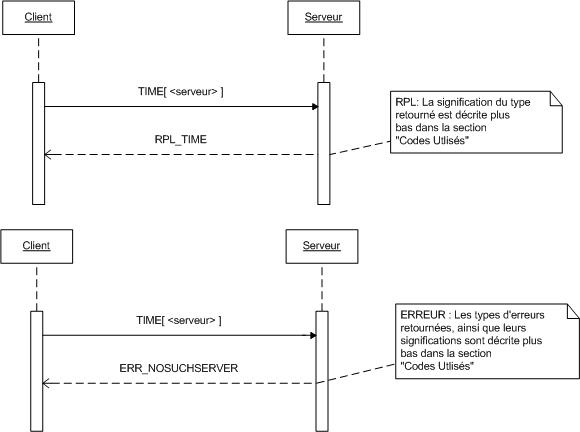 Client
Serveur
TIME[ <serveur> ]
RPL_TIME
RPL: La signification du type
retourné est décrite plus
bas dans la section
"Codes Utlisés"
Client
Serveur
TIME[ <serveur> ]
ERR_NOSUCHSERVER
ERREUR : Les types d'erreurs
retournées, ainsi que leurs
significations sont décrite plus
bas dans la section
"Codes Utlisés"